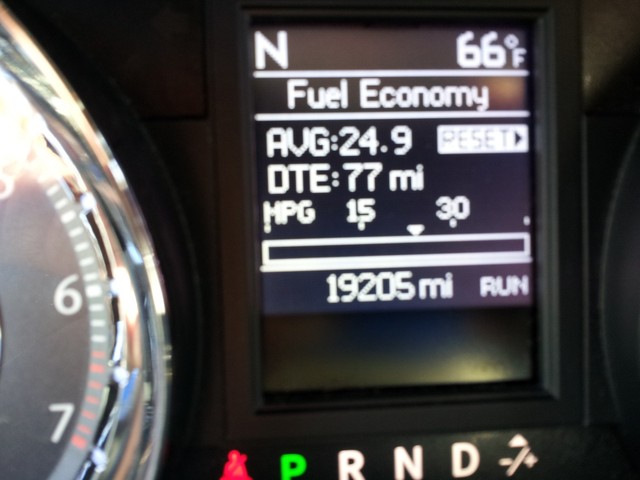 N 66°F
Fuel Economy
AVG:24.9 RESET
DTE:77 mi
MPG 15 30
19205 mi RUN
6
7
P R N D -/+